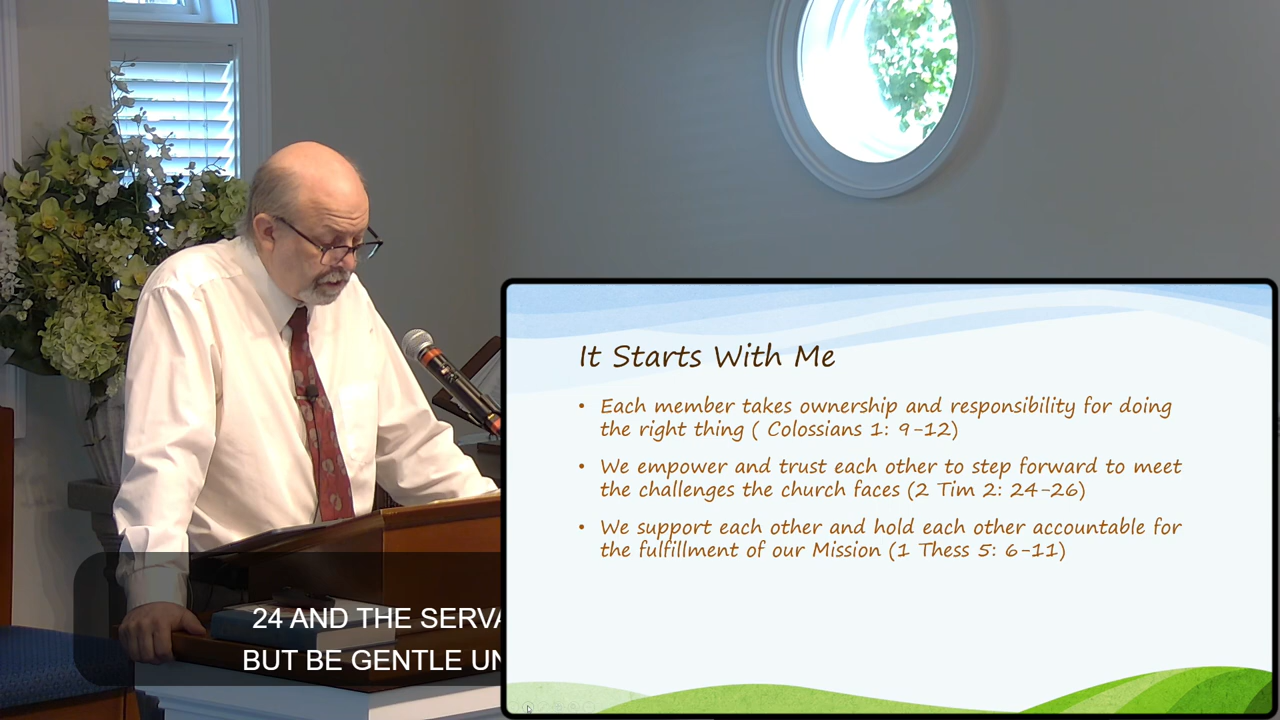 It Starts With Me
• Each member takes ownership and responsibility for doing
the right thing ( Colossians 1: 9-12)
• We empower and trust each other to step forward to meet
the challenges the church faces (2 Tim 2: 24-26)
• We support each other and hold each other accountable for
the fulfillment of our Mission (1 Thess 5: 6-11)
24 AND THE
BUT BE GENTLE